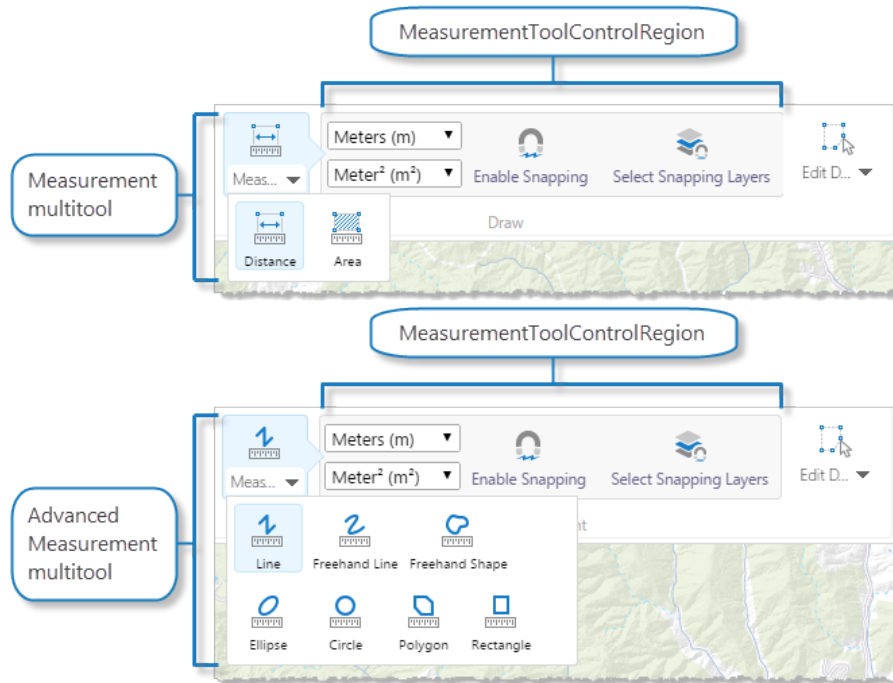 MeasurementToolControlRegion
Measurement
multitool
Meters (m)
Meter² (m²)
Meas...
Enable Snapping
Select Snapping Layers
Edit D...
Draw
Distance
Area
MeasurementToolControlRegion
Advanced
Measurement
multitool
Meters (m)
Meter² (m²)
Meas...
Enable Snapping
Select Snapping Layers
Edit D...
nt
Line
Freehand Line
Freehand Shape
Ellipse
Circle
Polygon
Rectangle